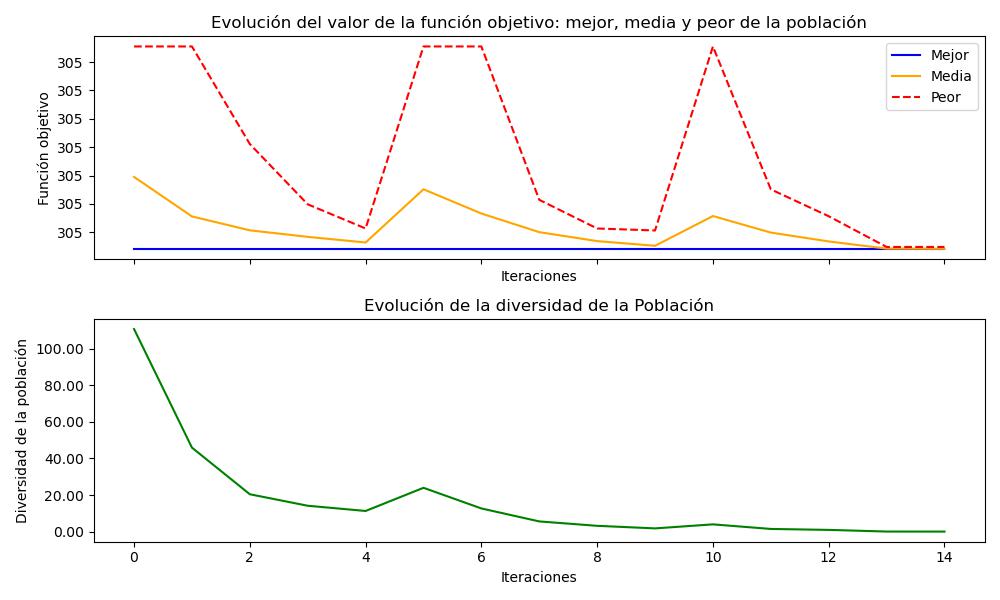 Evolución del valor de la función objetivo: mejor, media y peor de la población
Función objetivo
305
305
305
305
305
305
305
Mejor
Media
Peor
Iteraciones
Evolución de la diversidad de la Población
Diversidad de la población
100.00
80.00
60.00
40.00
20.00
0.00
0 2 4 6 8 10 12 14
Iteraciones